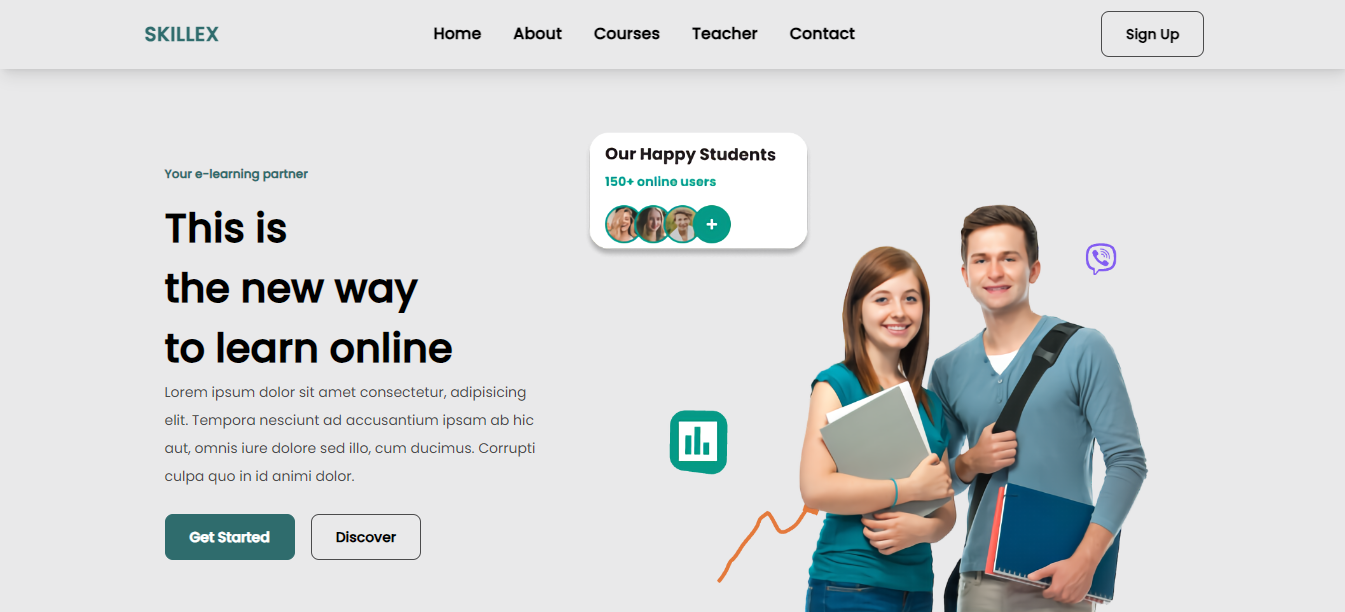 SKILLEX
Home
About
Courses
Teacher
Contact
Sign Up
Your e-learning partner
This is
the new way
to learn online
Lorem ipsum dolor sit amet consectetur, adipisicing
elit. Tempora nesciunt ad accusantium ipsam ab hic
aut, omnis iure dolore sed illo, cum ducimus. Corrupti
culpa quo in id animi dolor.
Get Started
Discover
Our Happy Students
150+ online users
+